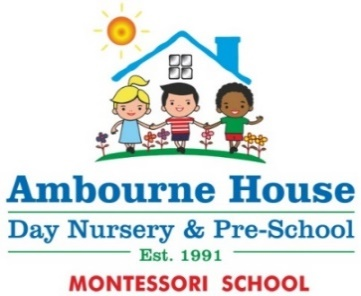 Ambourne House
Day Nursery & Pre-School
Est. 1991
MONTESSORI SCHOOL